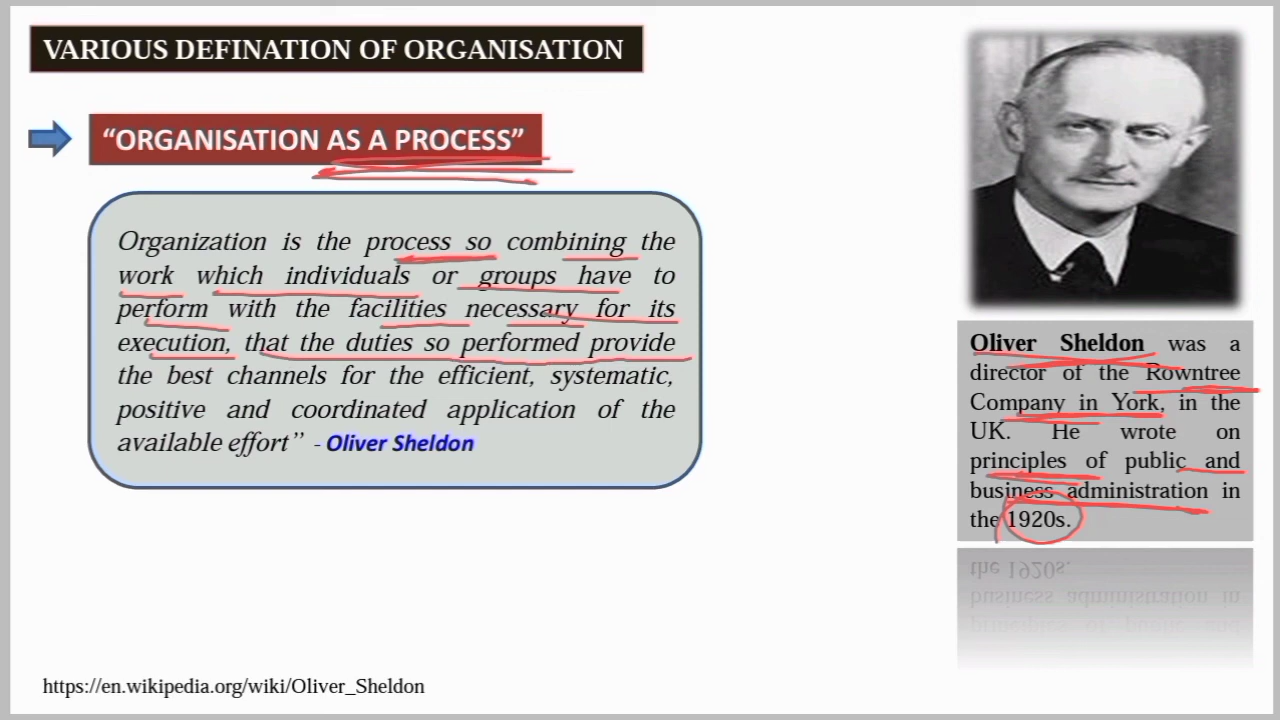 VARIOUS DEFINATION OF ORGANISATION
“ORGANISATION AS A PROCESS”
Organization is the process so combining the
work which individuals or groups have to
perform with the facilities necessary for its
execution, that the duties so performed provide
the best channels for the efficient, systematic,
positive and coordinated application of the
available effort” - Oliver Sheldon
Oliver Sheldon was a
director of the Rowntree
Company in York, in the
UK. He wrote on
principles of public and
business administration in
the 1920s.
https://en.wikipedia.org/wiki/Oliver_Sheldon